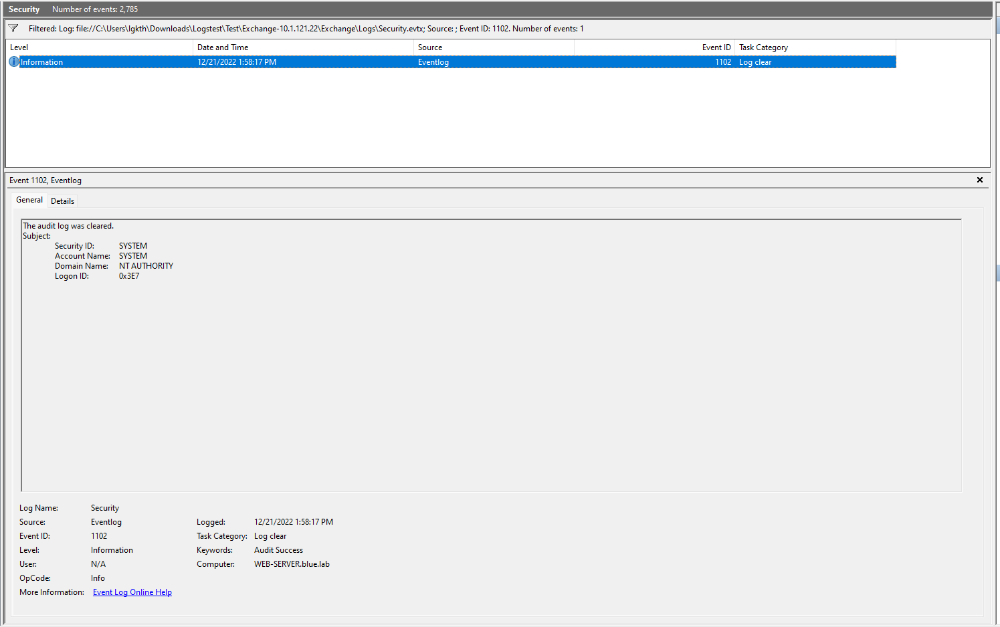 Security Number of events: 2,785
Filtered: Log: file://C:\Users\lgkth\Downloads\Logstest\Test\Exchange-10.1.121.22\Exchange\Logs\Security.evtx; Source: ; Event ID: 1102. Number of events: 1
Level Date and Time Source Event ID Task Category
Information 12/21/2022 1:58:17 PM Eventlog 1102 Log clear
Event 1102, Eventlog
General Details
The audit log was cleared.
Subject:
Security ID: SYSTEM
Account Name: SYSTEM
Domain Name: NT AUTHORITY
Logon ID: 0x3E7
Log Name: Security
Source: Eventlog Logged: 12/21/2022 1:58:17 PM
Event ID: 1102 Task Category: Log clear
Level: Information Keywords: Audit Success
User: N/A Computer: WEB-SERVER.blue.lab
OpCode: Info
More Information: Event Log Online Help